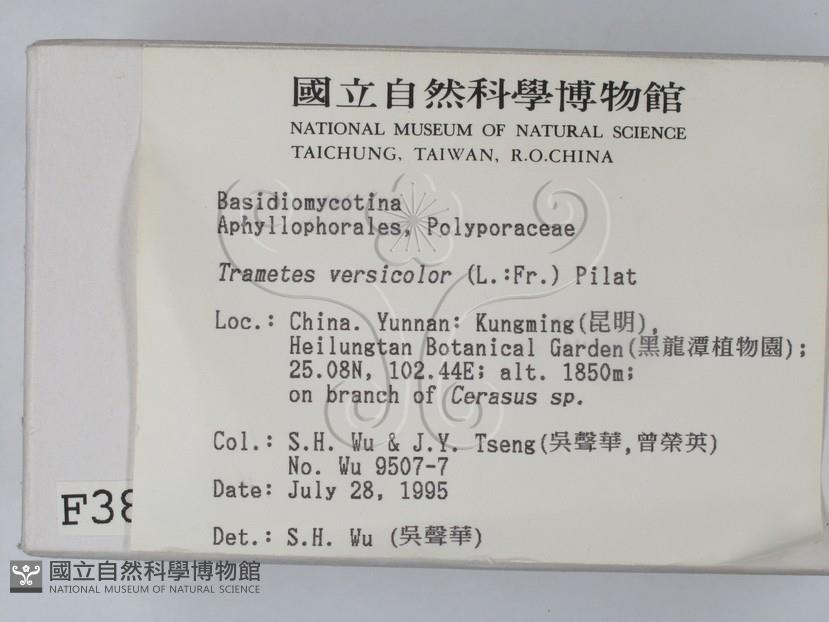 國立自然科學博物館
NATIONAL MUSEUM OF NATURAL SCIENCE
TAICHUNG, TAIWAN, R.O.CHINA
Basidiomycotina
Aphyllophorales, Polyporaceae
Trametes versicolor (L.:Fr.) Pilat
Loc.: China. Yunnan: Kungming(昆明),
Heilungtan Botanical Garden(黑龍潭植物園);
25.08N, 102.44E; alt. 1850m;
on branch of Cerasus sp.
Col.: S.H. Wu & J.Y. Tseng(吳聲華,曾榮英)
No. Wu 9507-7
Date: July 28, 1995
Det.: S.H. Wu (吳聲華)
F38
國立自然科學博物館
NATIONAL MUSEUM OF NATURAL SCIENCE